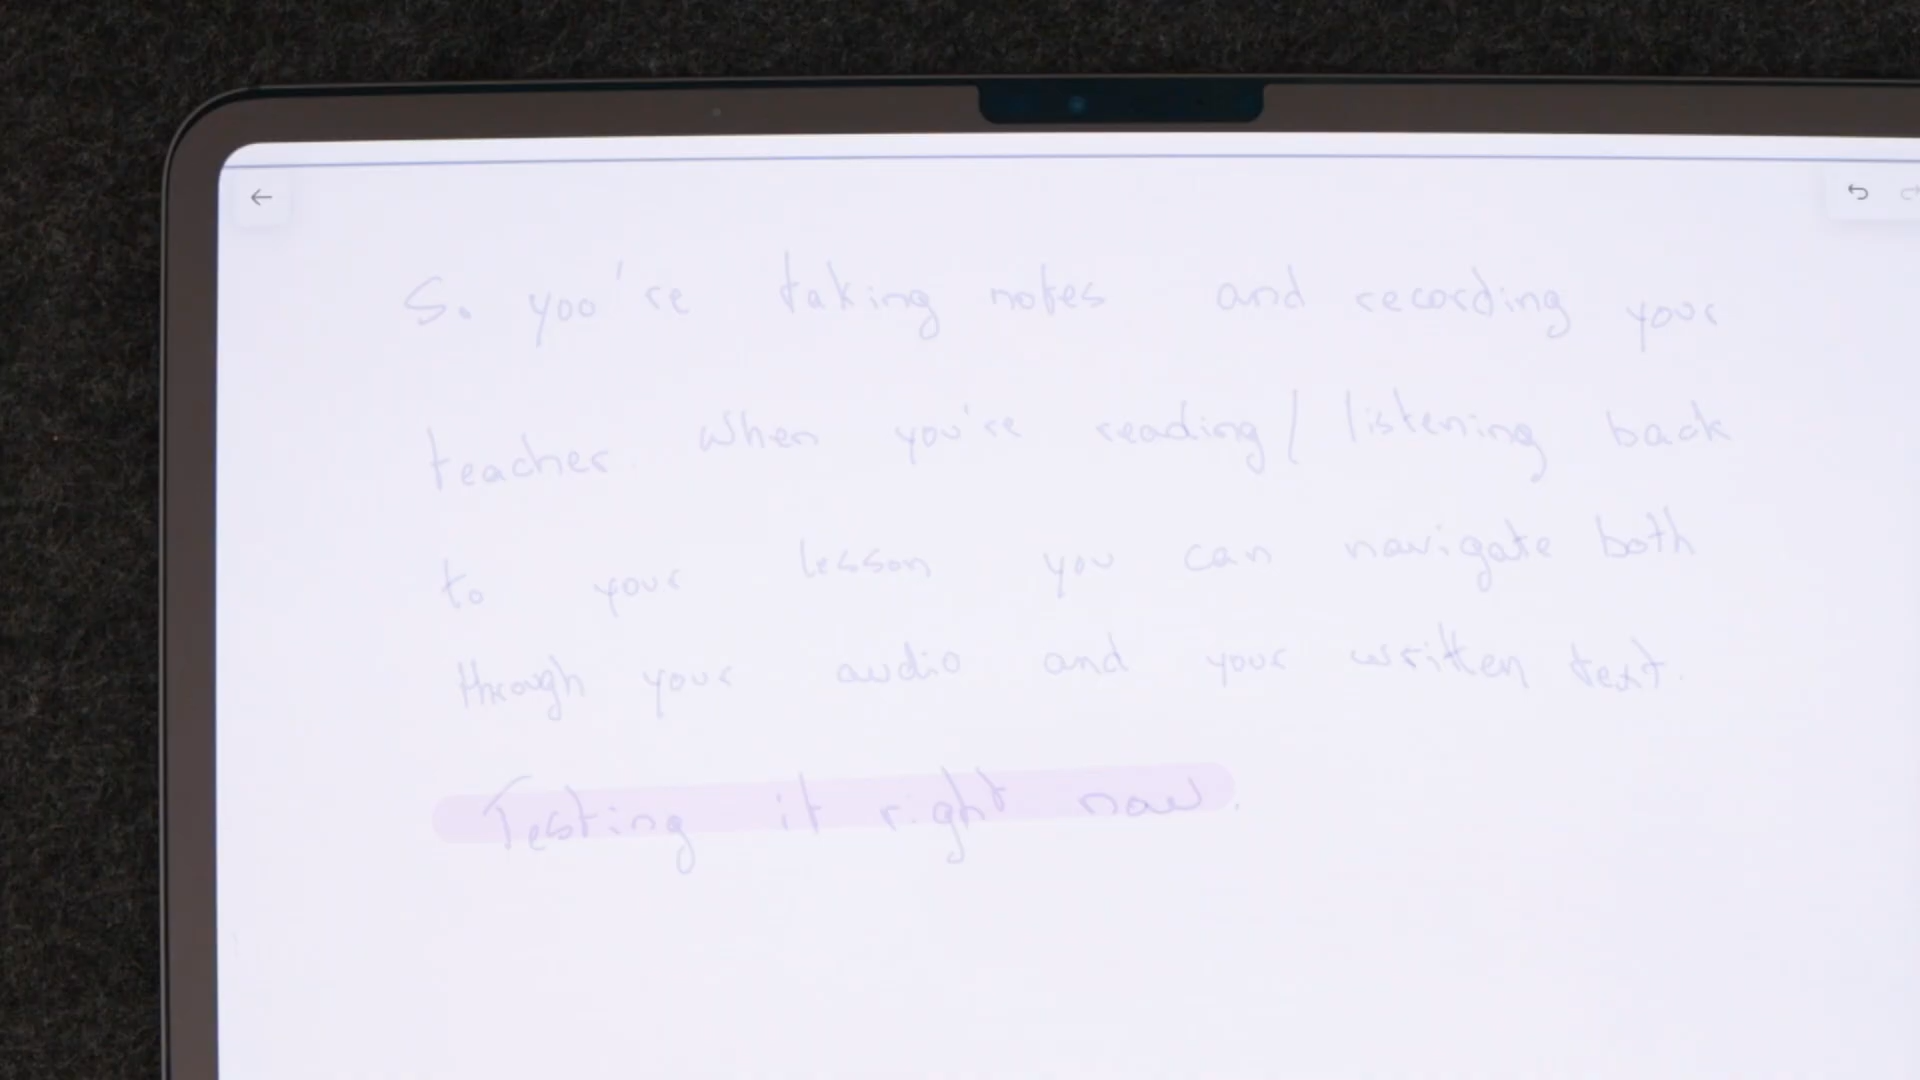 So you're taking notes and recording your
teacher. When you're reading/listening back
to your lesson you can navigate both
through your audio and your written text.
Testing it right now.